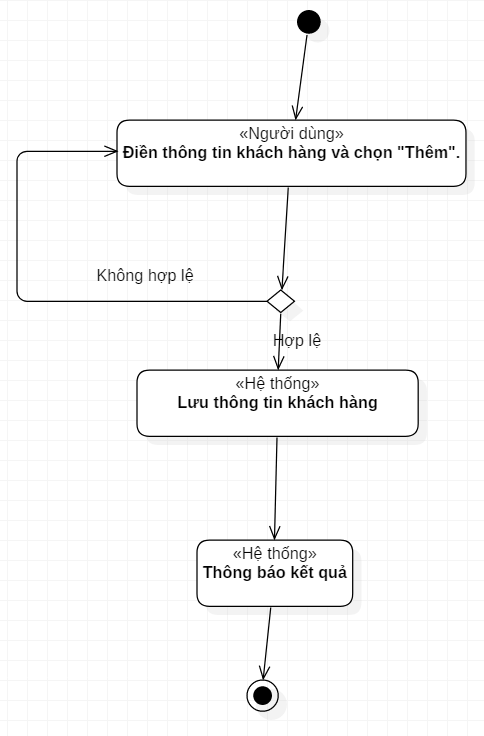 «Người dùng»
Điền thông tin khách hàng và chọn "Thêm".
Không hợp lệ
Hợp lệ
«Hệ thống»
Lưu thông tin khách hàng
«Hệ thống»
Thông báo kết quả